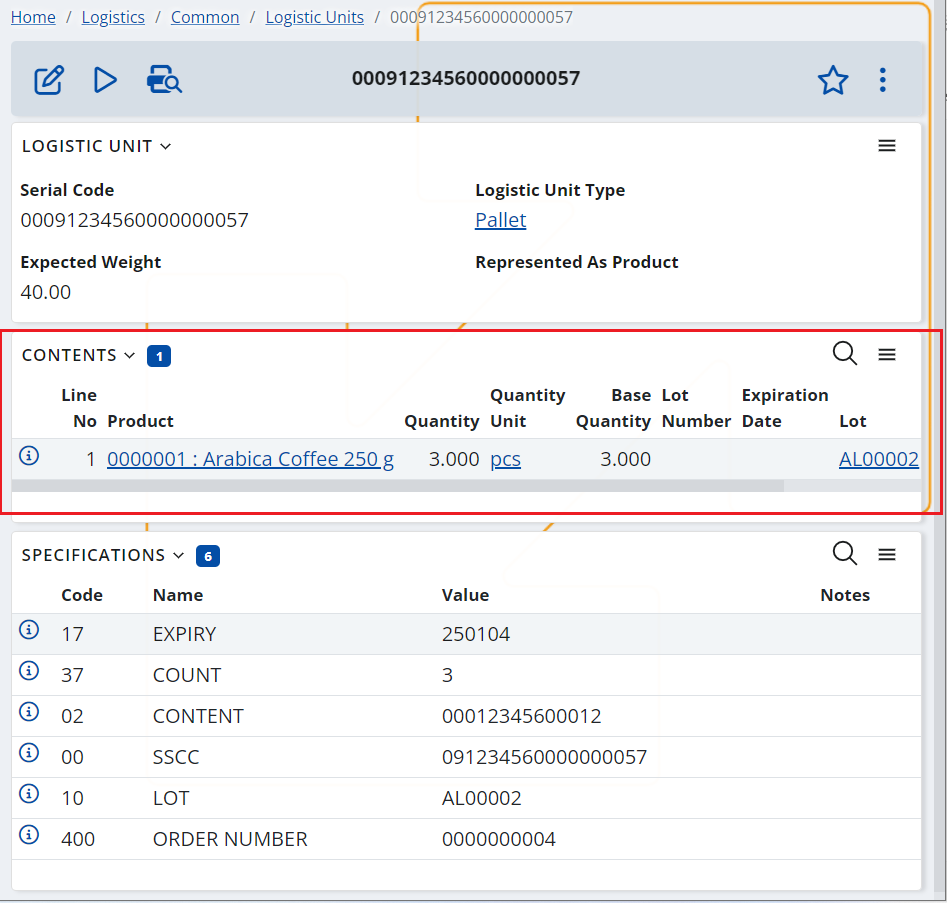 Home / Logistics / Common / Logistic Units / 00091234560000000057
00091234560000000057
LOGISTIC UNIT
Serial Code
00091234560000000057
Logistic Unit Type
Pallet
Expected Weight
40.00
Represented As Product
CONTENTS 1
Line No Product Quantity Quantity Unit Base Quantity Lot Number Expiration Date Lot
1 0000001 : Arabica Coffee 250 g 3.000 pcs 3.000 AL00002
SPECIFICATIONS 6
Code Name Value Notes
17 EXPIRY 250104
37 COUNT 3
02 CONTENT 00012345600012
00 SSCC 091234560000000057
10 LOT AL00002
400 ORDER NUMBER 0000000004